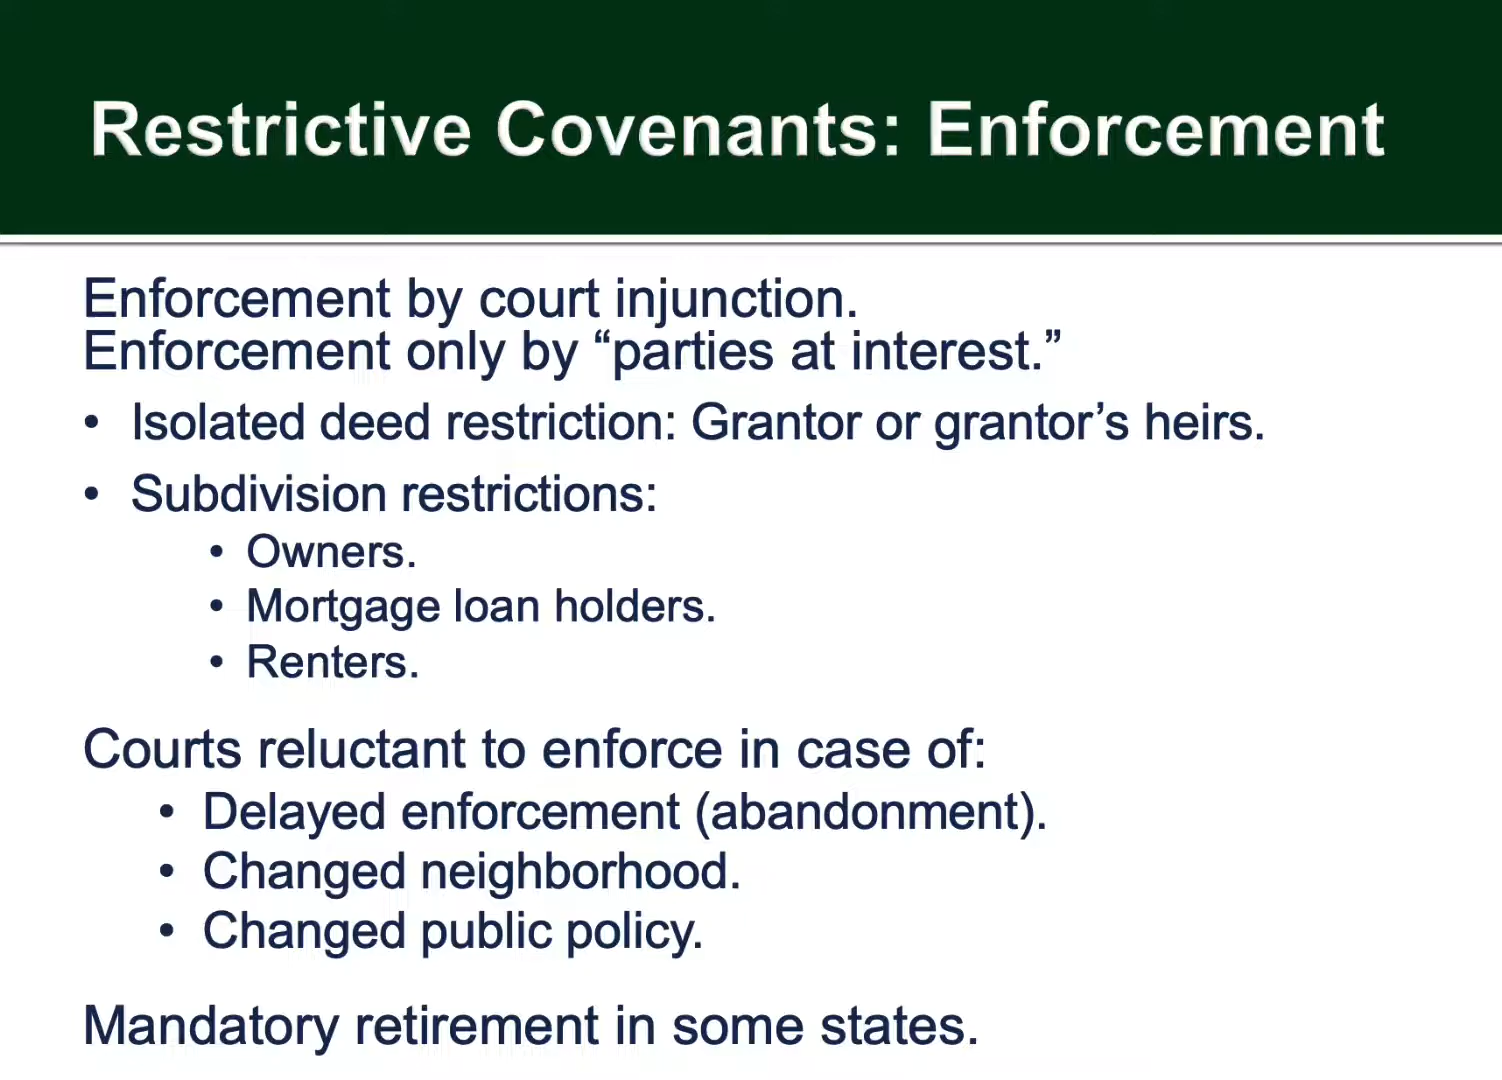 Restrictive Covenants: Enforcement
Enforcement by court injunction.
Enforcement only by “parties at interest.”
• Isolated deed restriction: Grantor or grantor’s heirs.
• Subdivision restrictions:
• Owners.
• Mortgage loan holders.
• Renters.
Courts reluctant to enforce in case of:
• Delayed enforcement (abandonment).
• Changed neighborhood.
• Changed public policy.
Mandatory retirement in some states.